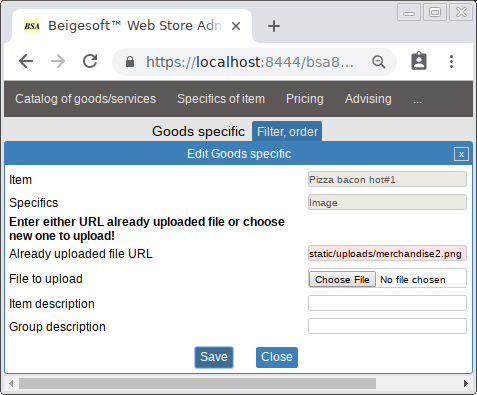 BSA Beigesoft™ Web Store Adm
https://localhost:8444/bsa8...
Catalog of goods/services Specifics of item Pricing Advising ...
Goods specific Filter, order
Edit Goods specific x
Item Pizza bacon hot#1
Specifics Image
Enter either URL already uploaded file or choose
new one to upload!
Already uploaded file URL static/uploads/merchandise2.png
File to upload Choose File No file chosen
Item description
Group description
Save Close